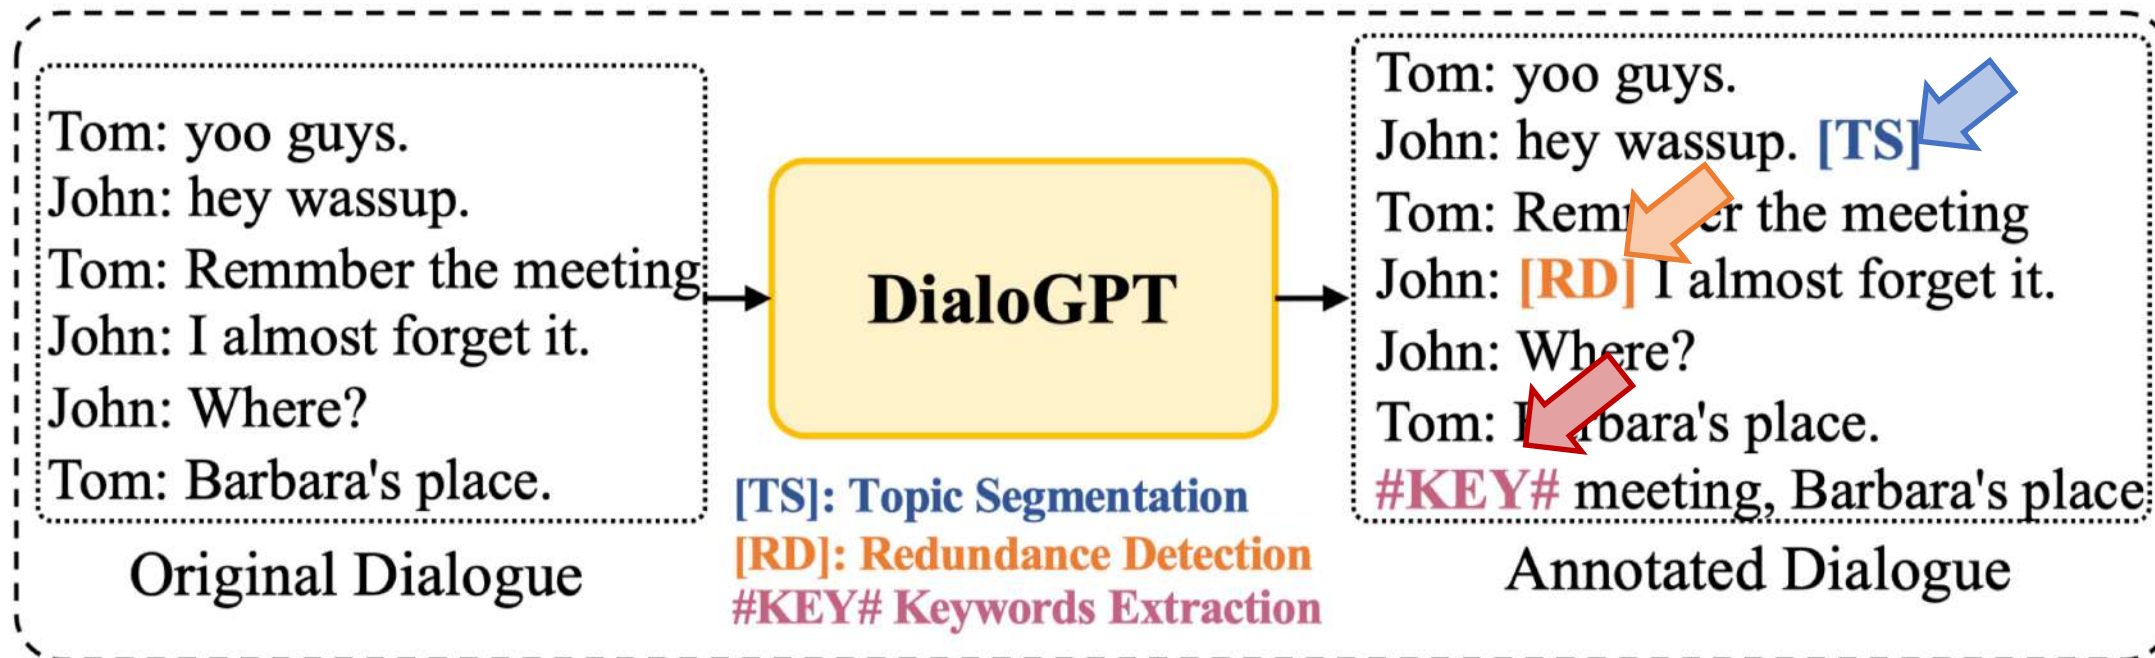 Tom: yoo guys.
John: hey wassup.
Tom: Remmber the meeting
John: I almost forget it.
John: Where?
Tom: Barbara's place.
Original Dialogue
DialoGPT
[TS]: Topic Segmentation
[RD]: Redundance Detection
#KEY# Keywords Extraction
Tom: yoo guys.
John: hey wassup. [TS]
Tom: Remmber the meeting
John: [RD] I almost forget it.
John: Where?
Tom: Barbara's place.
#KEY# meeting, Barbara's place
Annotated Dialogue